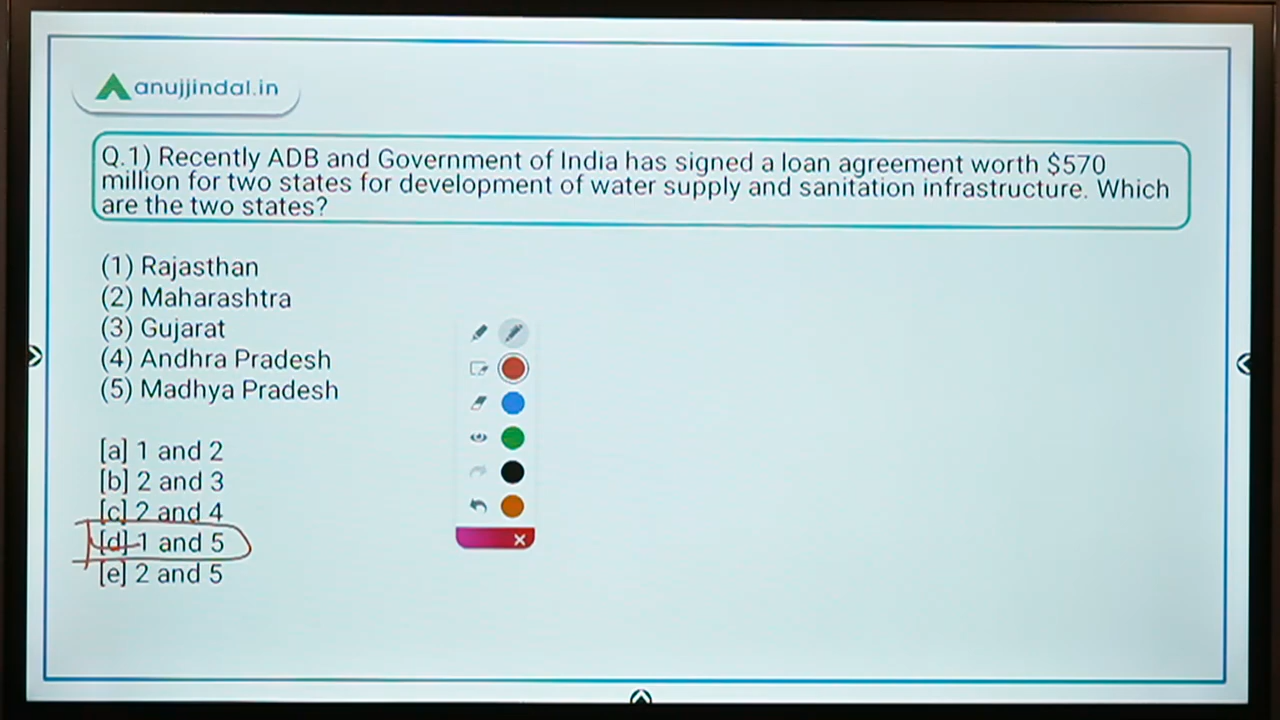 anujjindal.in
Q.1) Recently ADB and Government of India has signed a loan agreement worth $570
million for two states for development of water supply and sanitation infrastructure. Which
are the two states?
(1) Rajasthan
(2) Maharashtra
(3) Gujarat
(4) Andhra Pradesh
(5) Madhya Pradesh
[a] 1 and 2
[b] 2 and 3
[c] 2 and 4
[d] 1 and 5
[e] 2 and 5